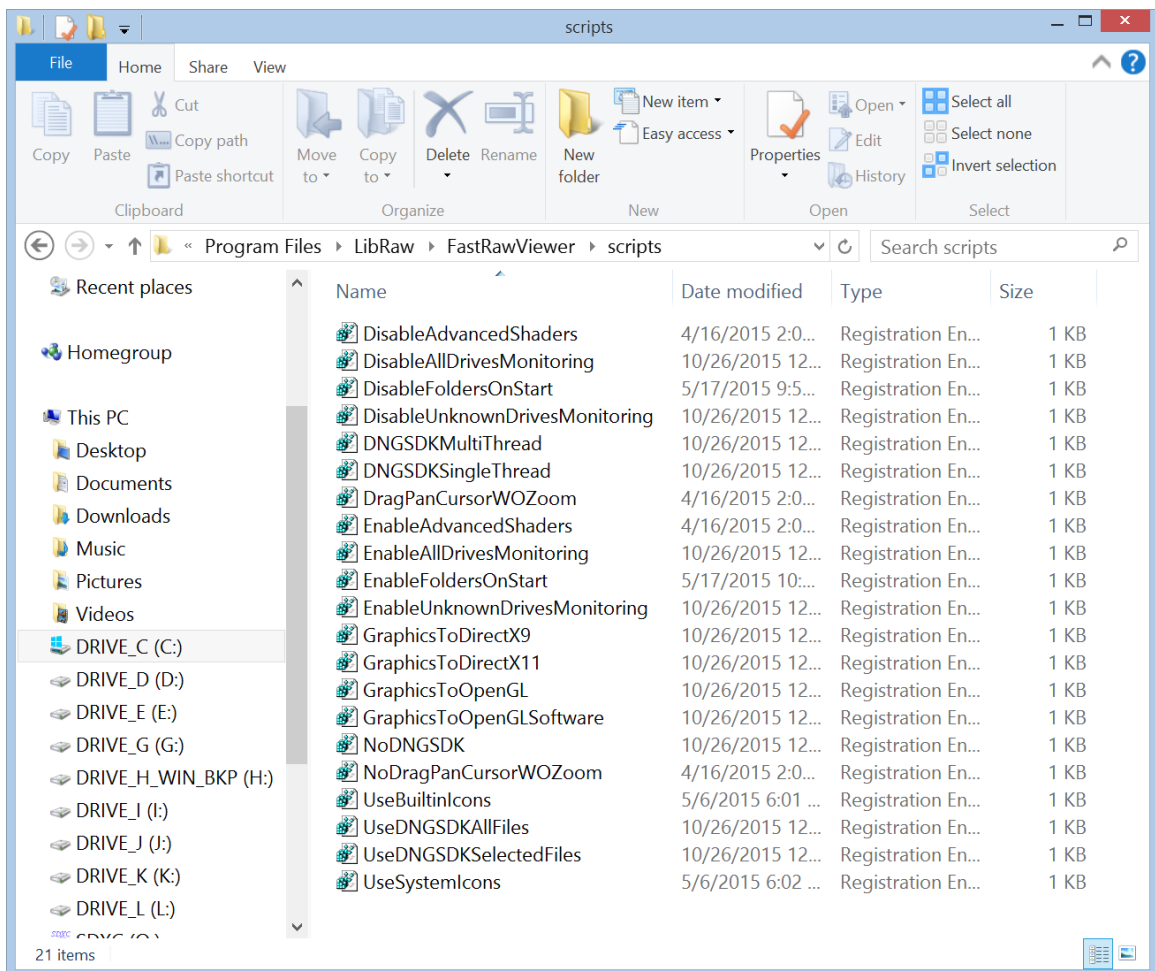 scripts
File Home Share View
Copy
Paste
Cut
Copy path
Paste shortcut
Clipboard
Move to
Copy to
Delete
Rename
Organize
New folder
New item
Easy access
New
Properties
Open
Edit
History
Open
Select all
Select none
Invert selection
Select
« Program Files LibRaw FastRawViewer scripts
Search scripts
Recent places
Homegroup
This PC
Desktop
Documents
Downloads
Music
Pictures
Videos
DRIVE_C (C:)
DRIVE_D (D:)
DRIVE_E (E:)
DRIVE_G (G:)
DRIVE_H_WIN_BKP (H:)
DRIVE_I (I:)
DRIVE_J (J:)
DRIVE_K (K:)
DRIVE_L (L:)
Name Date modified Type Size
DisableAdvancedShaders 4/16/2015 2:0... Registration En... 1 KB
DisableAllDrivesMonitoring 10/26/2015 12... Registration En... 1 KB
DisableFoldersOnStart 5/17/2015 9:5... Registration En... 1 KB
DisableUnknownDrivesMonitoring 10/26/2015 12... Registration En... 1 KB
DNGSDKMultiThread 10/26/2015 12... Registration En... 1 KB
DNGSDKSingleThread 10/26/2015 12... Registration En... 1 KB
DragPanCursorWOZoom 4/16/2015 2:0... Registration En... 1 KB
EnableAdvancedShaders 4/16/2015 2:0... Registration En... 1 KB
EnableAllDrivesMonitoring 10/26/2015 12... Registration En... 1 KB
EnableFoldersOnStart 5/17/2015 10:... Registration En... 1 KB
EnableUnknownDrivesMonitoring 10/26/2015 12... Registration En... 1 KB
GraphicsToDirectX9 10/26/2015 12... Registration En... 1 KB
GraphicsToDirectX11 10/26/2015 12... Registration En... 1 KB
GraphicsToOpenGL 10/26/2015 12... Registration En... 1 KB
GraphicsToOpenGLSoftware 10/26/2015 12... Registration En... 1 KB
NoDNGSDK 10/26/2015 12... Registration En... 1 KB
NoDragPanCursorWOZoom 4/16/2015 2:0... Registration En... 1 KB
UseBuiltinIcons 5/6/2015 6:01 ... Registration En... 1 KB
UseDNGSDKAllFiles 10/26/2015 12... Registration En... 1 KB
UseDNGSDKSelectedFiles 10/26/2015 12... Registration En... 1 KB
UseSystemIcons 5/6/2015 6:02 ... Registration En... 1 KB
21 items